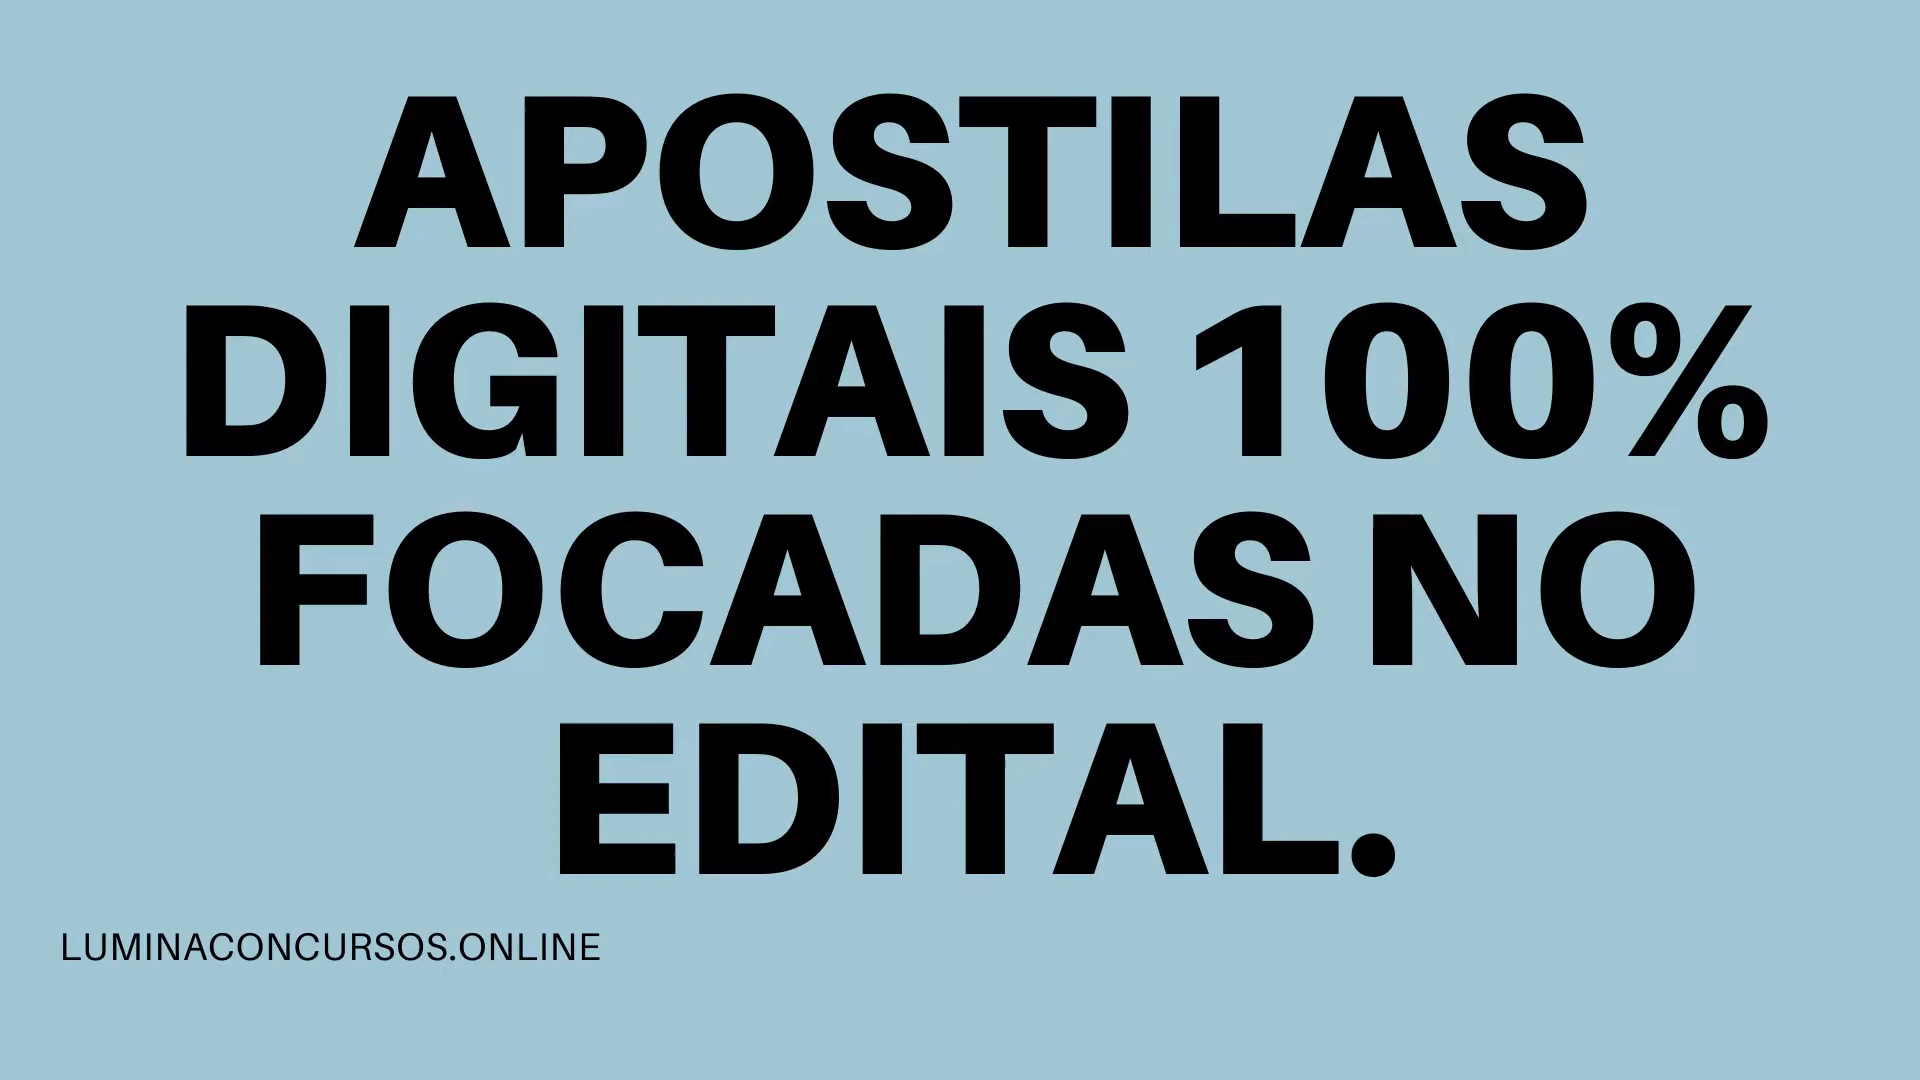 APOSTILAS
DIGITAIS 100%
FOCADAS NO
EDITAL.
LUMINACONCURSOS.ONLINE